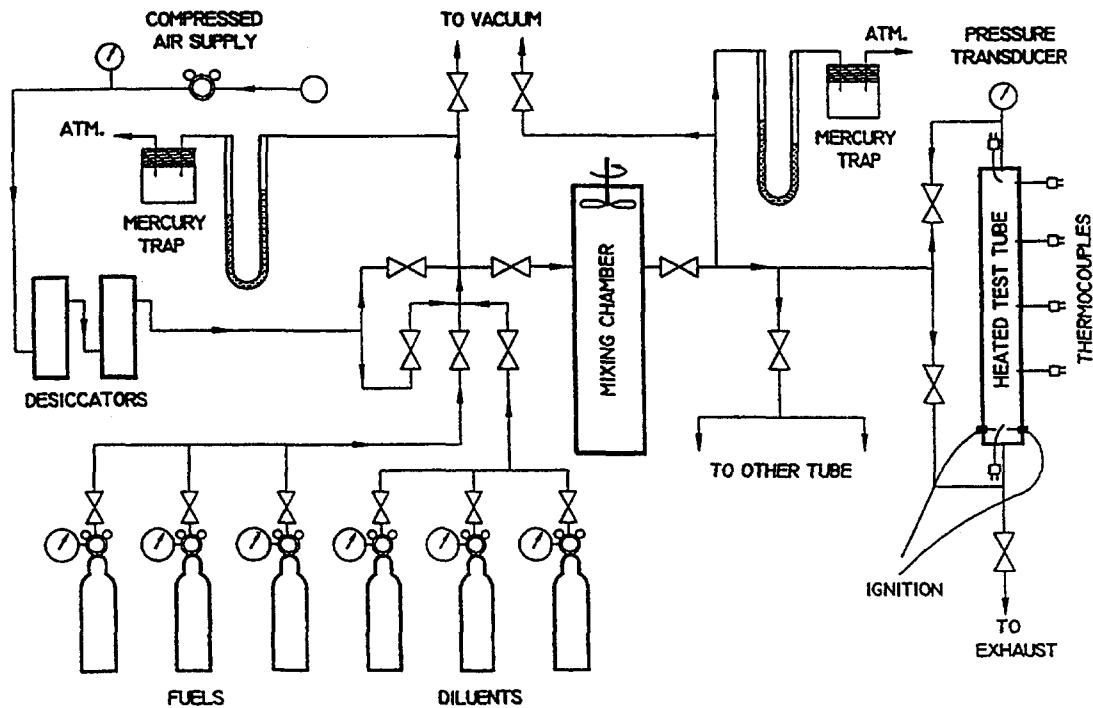 COMPRESSED
AIR SUPPLY
TO VACUUM
ATM.
PRESSURE
TRANSDUCER
ATM.
MERCURY
TRAP
MERCURY
TRAP
MIXING CHAMBER
HEATED TEST TUBE
THERMOCOUPLES
DESICCATORS
TO OTHER TUBE
IGNITION
TO
EXHAUST
FUELS
DILUENTS